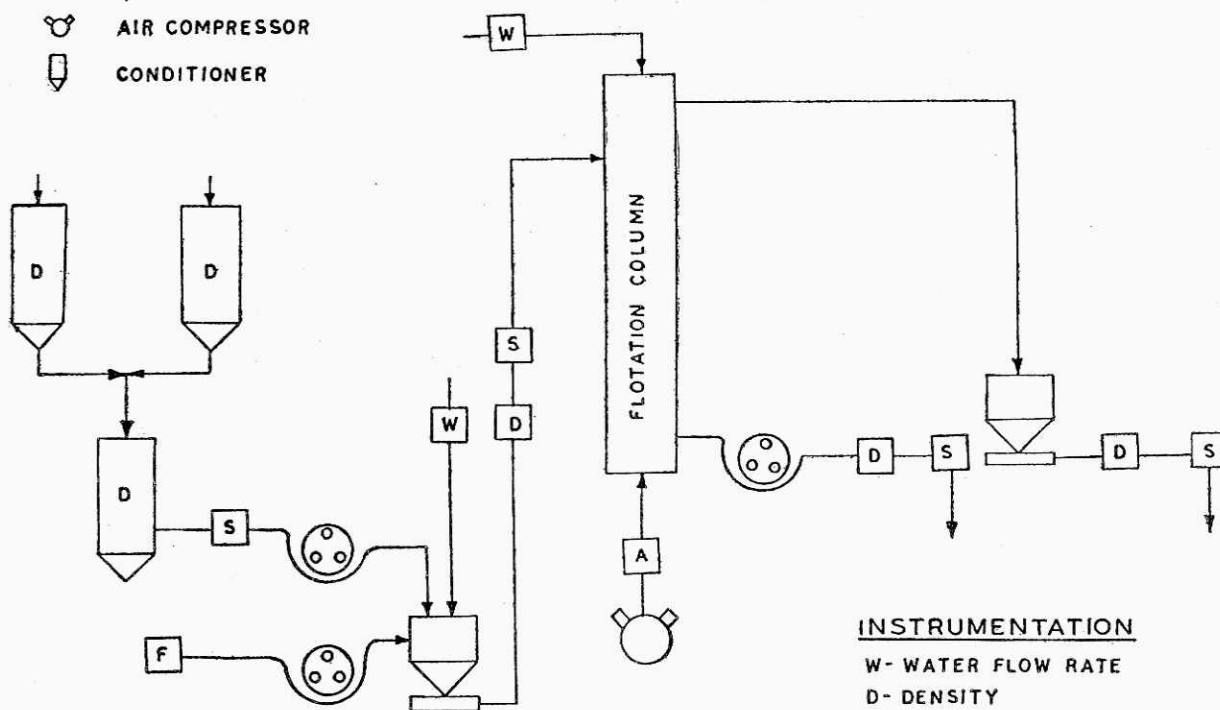 AIR COMPRESSOR
CONDITIONER
W
D
D
FLOTATION COLUMN
S
W
D
D
S
D
S
D
S
A
F
INSTRUMENTATION
W- WATER FLOW RATE
D- DENSITY